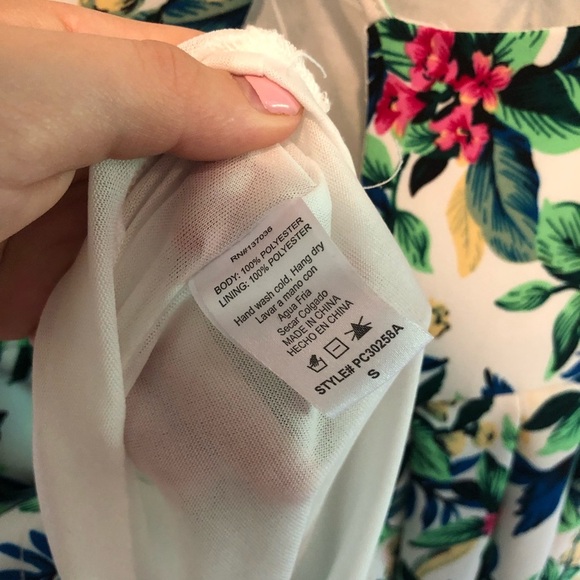 RN#137036
BODY: 100% POLYESTER
LINING: 100% POLYESTER
Hand wash cold, Hang dry
Lavar a mano con
Agua Fria
Secar Colgado
MADE IN CHINA
HECHO EN CHINA
STYLE# PC30258A
S